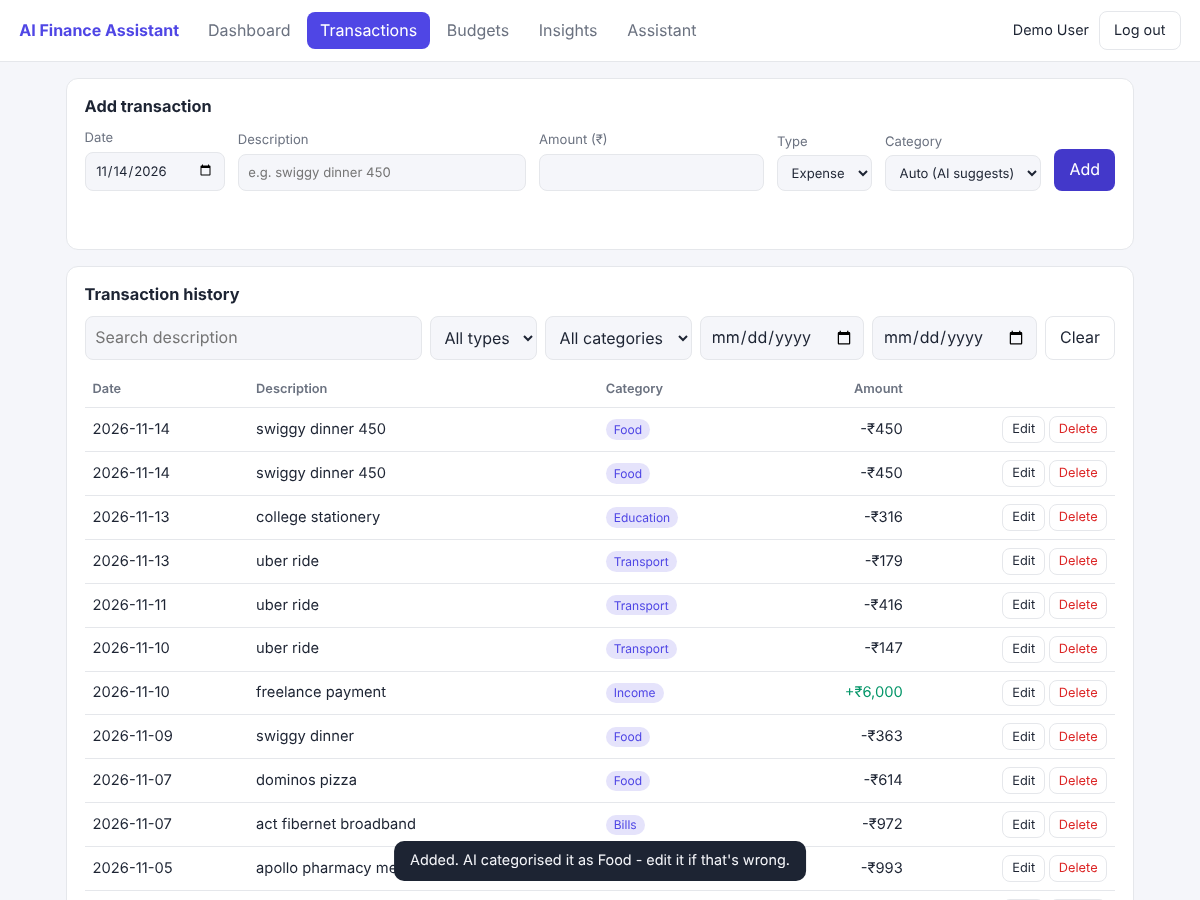 AI Finance Assistant Dashboard Transactions Budgets Insights Assistant Demo User Log out
Add transaction
Date Description Amount (₹) Type Category
11/14/2026 e.g. swiggy dinner 450 Expense Auto (AI suggests) Add
Transaction history
Search description All types All categories mm/dd/yyyy mm/dd/yyyy Clear
Date Description Category Amount
2026-11-14 swiggy dinner 450 Food -₹450 Edit Delete
2026-11-14 swiggy dinner 450 Food -₹450 Edit Delete
2026-11-13 college stationery Education -₹316 Edit Delete
2026-11-13 uber ride Transport -₹179 Edit Delete
2026-11-11 uber ride Transport -₹416 Edit Delete
2026-11-10 uber ride Transport -₹147 Edit Delete
2026-11-10 freelance payment Income +₹6,000 Edit Delete
2026-11-09 swiggy dinner Food -₹363 Edit Delete
2026-11-07 dominos pizza Food -₹614 Edit Delete
2026-11-07 act fibernet broadband Bills -₹972 Edit Delete
2026-11-05 apollo pharmacy -₹993 Edit Delete
Added. AI categorised it as Food - edit it if that's wrong.